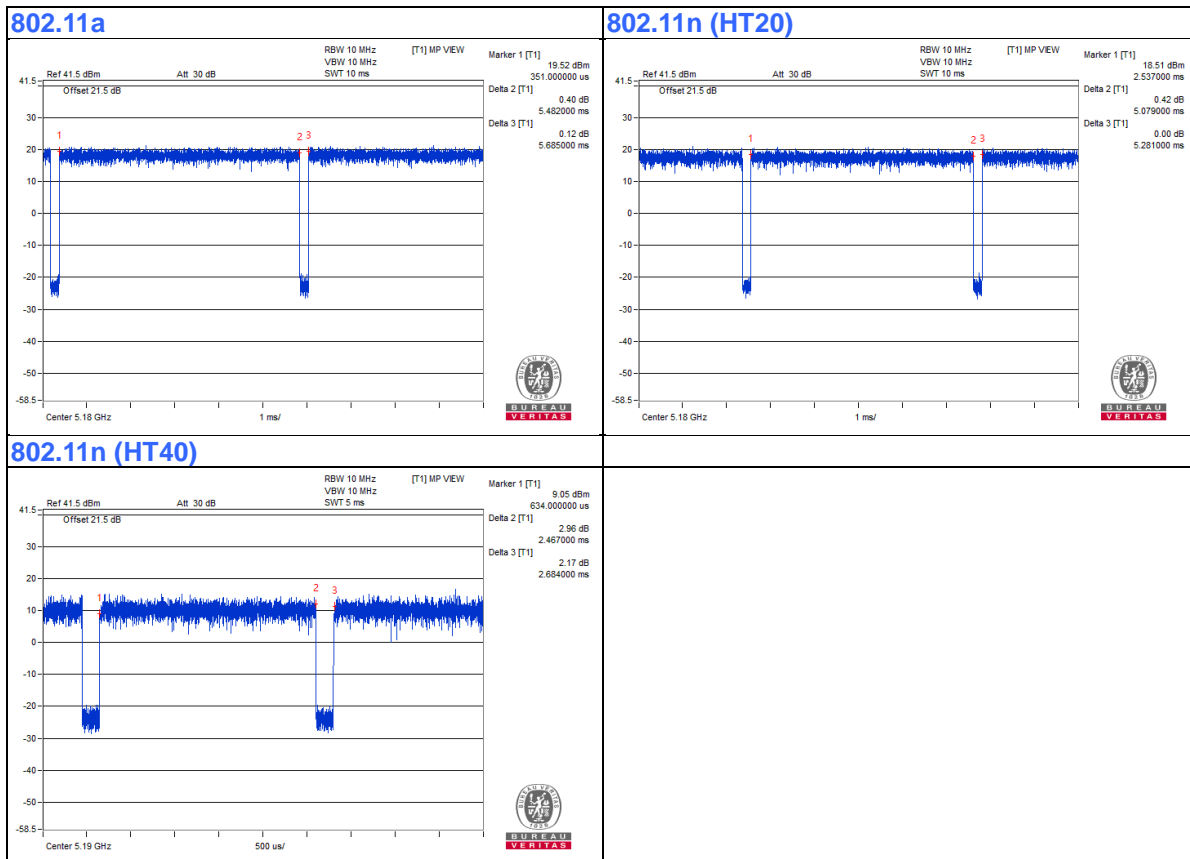 802.11a
RBW 10 MHz [T1] MP VIEW
VBW 10 MHz
Ref 41.5 dBm Att 30 dB SWT 10 ms
Offset 21.5 dB
Marker 1 [T1]
19.52 dBm
351.000000 us
Delta 2 [T1]
0.40 dB
5.482000 ms
Delta 3 [T1]
0.12 dB
5.685000 ms
41.5
30
20
10
0
-10
-20
-30
-40
-50
-58.5
1
2 3
Center 5.18 GHz 1 ms/
BUREAU VERITAS
1828
BUREAU
VERITAS
802.11n (HT20)
RBW 10 MHz [T1] MP VIEW
VBW 10 MHz
Ref 41.5 dBm Att 30 dB SWT 10 ms
Offset 21.5 dB
Marker 1 [T1]
18.51 dBm
2.537000 ms
Delta 2 [T1]
0.42 dB
5.079000 ms
Delta 3 [T1]
0.00 dB
5.281000 ms
41.5
30
20
10
0
-10
-20
-30
-40
-50
-58.5
1
2 3
Center 5.18 GHz 1 ms/
BUREAU VERITAS
1828
BUREAU
VERITAS
802.11n (HT40)
RBW 10 MHz [T1] MP VIEW
VBW 10 MHz
Ref 41.5 dBm Att 30 dB SWT 5 ms
Offset 21.5 dB
Marker 1 [T1]
9.05 dBm
634.000000 us
Delta 2 [T1]
2.96 dB
2.467000 ms
Delta 3 [T1]
2.17 dB
2.684000 ms
41.5
30
20
10
0
-10
-20
-30
-40
-50
-58.5
1
2 3
Center 5.19 GHz 500 us/
BUREAU VERITAS
1828
BUREAU
VERITAS